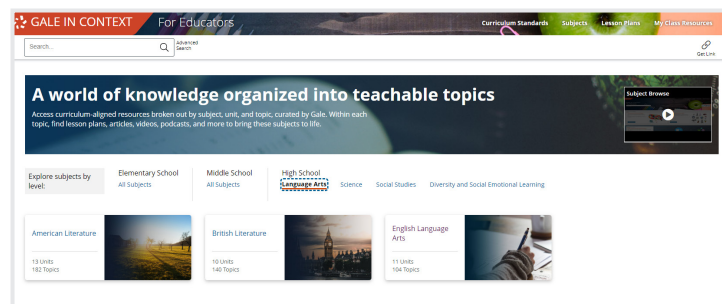 GALE IN CONTEXT For Educators
Curriculum Standards Subjects Lesson Plans My Class Resources
Search... Advanced
Search
Get Link
A world of knowledge organized into teachable topics
Access curriculum-aligned resources broken out by subject, unit, and topic, curated by Gale. Within each
topic, find lesson plans, articles, videos, podcasts, and more to bring these subjects to life.
Subject Browse
Explore subjects by
level:
Elementary School
All Subjects
Middle School
All Subjects
High School
Language Arts Science Social Studies Diversity and Social Emotional Learning
American Literature
13 Units
182 Topics
British Literature
10 Units
140 Topics
English Language
Arts
11 Units
104 Topics